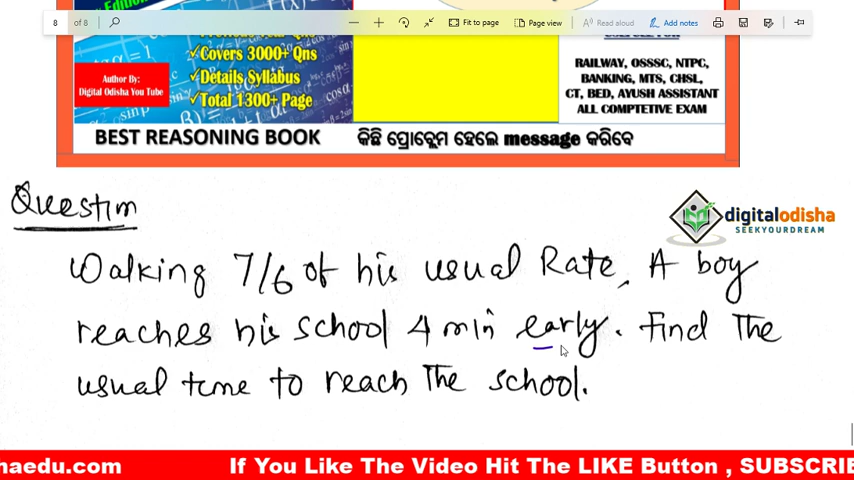 8 of 8
Fit to page
Page view
Read aloud
Add notes
✓Covers 3000+ Qns
✓Details Syllabus
✓Total 1300+ Page
Author By:
Digital Odisha You Tube
RAILWAY, OSSSC, NTPC,
BANKING, MTS, CHSL,
CT, BED, AYUSH ASSISTANT
ALL COMPTETIVE EXAM
BEST REASONING BOOK
କିଛି ପ୍ରୋବ୍ଲେମ ହେଲେ message କରିବେ
Question
digitalodisha
SEEKYOURDREAM
Walking 7/6 of his usual Rate, A boy
reaches his school 4 min early. Find The
usual time to reach The school.
haedu.com If You Like The Video Hit The LIKE Button , SUBSCRIBE